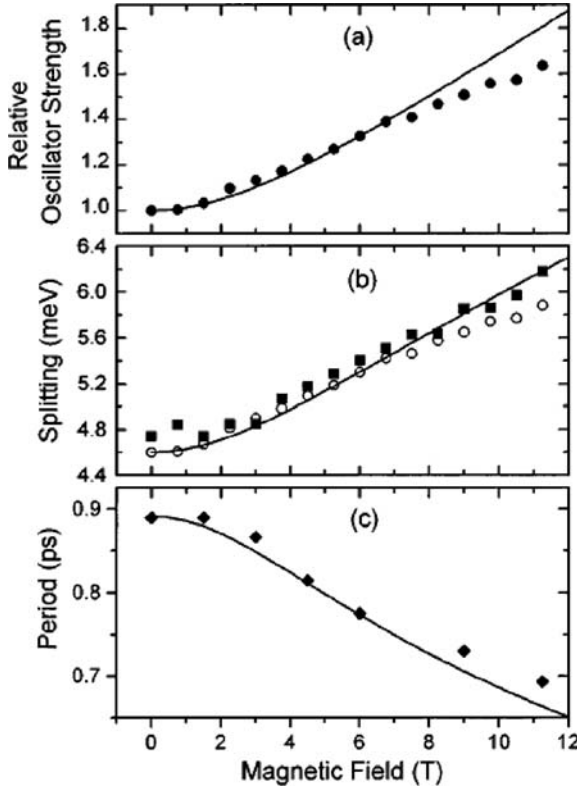 (a)
Relative
Oscillator Strength
1.8
1.6
1.4
1.2
1.0
(b)
Splitting (meV)
6.4
6.0
5.6
5.2
4.8
4.4
(c)
Period (ps)
0.9
0.8
0.7
0 2 4 6 8 10 12
Magnetic Field (T)